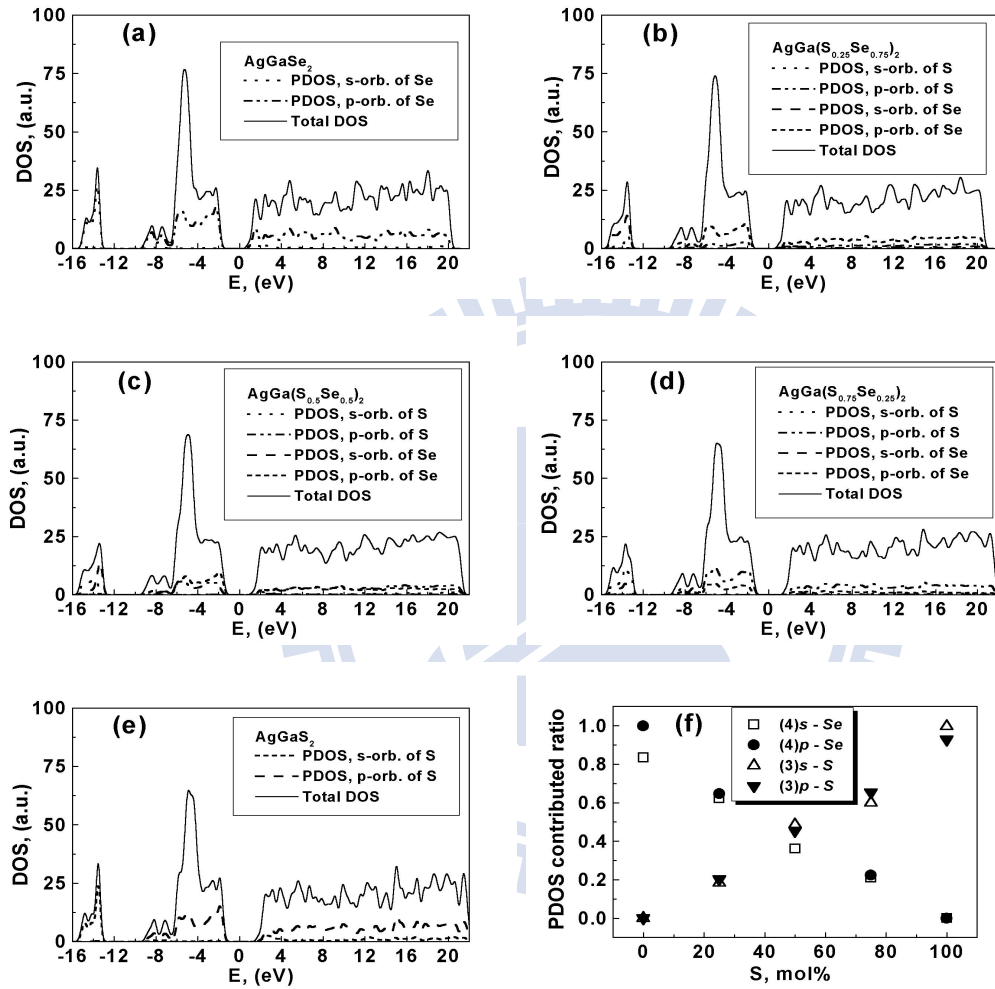 (a)
AgGaSe2
PDOS, s-orb. of Se
PDOS, p-orb. of Se
Total DOS
DOS, (a.u.)
100
75
50
25
0
-16 -12 -8 -4 0 4 8 12 16 20
E, (eV)
(b)
AgGa(S0.25Se0.75)2
PDOS, s-orb. of S
PDOS, p-orb. of S
PDOS, s-orb. of Se
PDOS, p-orb. of Se
Total DOS
DOS, (a.u.)
100
75
50
25
0
-16 -12 -8 -4 0 4 8 12 16 20
E, (eV)
(c)
AgGa(S0.5Se0.5)2
PDOS, s-orb. of S
PDOS, p-orb. of S
PDOS, s-orb. of Se
PDOS, p-orb. of Se
Total DOS
DOS, (a.u.)
100
75
50
25
0
-16 -12 -8 -4 0 4 8 12 16 20
E, (eV)
(d)
AgGa(S0.75Se0.25)2
PDOS, s-orb. of S
PDOS, p-orb. of S
PDOS, s-orb. of Se
PDOS, p-orb. of Se
Total DOS
DOS, (a.u.)
100
75
50
25
0
-16 -12 -8 -4 0 4 8 12 16 20
E, (eV)
(e)
AgGaS2
PDOS, s-orb. of S
PDOS, p-orb. of S
Total DOS
DOS, (a.u.)
100
75
50
25
0
-16 -12 -8 -4 0 4 8 12 16 20
E, (eV)
(f)
(4)s - Se
(4)p - Se
(3)s - S
(3)p - S
PDOS contributed ratio
1.0
0.8
0.6
0.4
0.2
0.0
0 20 40 60 80 100
S, mol%